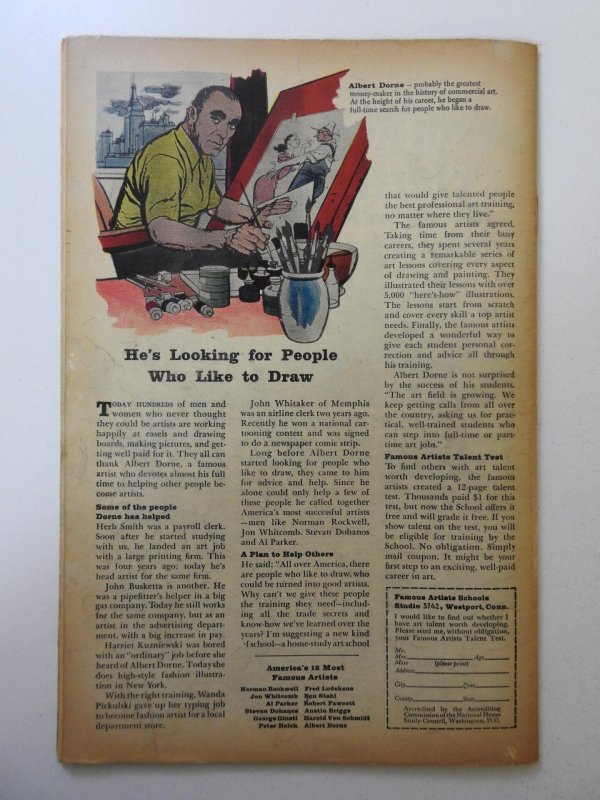 Albert Dorne — probably the greatest
money-maker in the history of commercial art.
At the height of his career, he began a
full-time search for people who like to draw.
He's Looking for People
Who Like to Draw
TODAY HUNDREDS of men and
women who never thought
they could be artists are working
happily at easels and drawing
boards, making pictures, and get-
ting well paid for it. They all can
thank Albert Dorne, a famous
artist who devotes almost his full
time to helping other people be-
come artists.
Some of the people
Dorne has helped
Herb Smith was a payroll clerk.
Soon after he started studying
with us, he landed an art job
with a large printing firm. This
was four years ago: today he's
head artist for the same firm.
John Busketta is another. He
was a pipefitter's helper in a big
gas company. Today he still works
for the same company, but as an
artist in the advertising depart-
ment, with a big increase in pay.
Harriet Kuzniewski was bored
with an "ordinary" job before she
heard of Albert Dorne. Today she
does high-style fashion illustra-
tion in New York.
With the right training, Wanda
Pickulski gave up her typing job
to become fashion artist for a local
department store.
John Whitaker of Memphis
was an airline clerk two years ago.
Recently he won a national car-
tooning contest and was signed
to do a newspaper comic strip.
Long before Albert Dorne
started looking for people who
like to draw, they came to him
for advice and help. Since he
alone could only help a few of
these people he called together
America's most successful artists
—men like Norman Rockwell,
Jon Whitcomb, Stevan Dohanos
and Al Parker.
A Plan to Help Others
He said: "All over America, there
are people who like to draw, who
could be turned into good artists.
Why can't we give these people
the training they need—includ-
ing all the trade secrets and
know-how we've learned over the
years? I'm suggesting a new kind
of school—a home-study art school
America's 12 Most
Famous Artists
Norman Rockwell Fred Ludekens
Jon Whitcomb Ben Stahl
Al Parker Robert Fawcett
Stevan Dohanos Austin Briggs
George Giusti Harold Von Schmidt
Peter Helck Albert Dorne
that would give talented people
the best professional art training,
no matter where they live."
The famous artists agreed.
Taking time from their busy
careers, they spent several years
creating a remarkable series of
art lessons covering every aspect
of drawing and painting. They
illustrated their lessons with over
5,000 "here's-how" illustrations.
The lessons start from scratch
and cover every skill a top artist
needs. Finally, the famous artists
developed a wonderful way to
give each student personal cor-
rection and advice all through
his training.
Albert Dorne is not surprised
by the success of his students.
"The art field is growing. We
keep getting calls from all over
the country, asking us for prac-
tical, well-trained students who
can step into full-time or part-
time art jobs."
Famous Artists Talent Test
To find others with art talent
worth developing, the famous
artists created a 12-page talent
test. Thousands paid $1 for this
test, but now the School offers it
free and will grade it free. If you
show talent on the test, you will
be eligible for training by the
School. No obligation. Simply
mail coupon. It might be your
first step to an exciting, well-paid
career in art.
Famous Artists Schools
Studio 5742, Westport, Conn.
I would like to find out whether I
have art talent worth developing.
Please send me, without obligation,
your Famous Artists Talent Test.
Mr.
Mrs. Age
Miss (please print)
Address
City Zone
County State
Accredited by the Accrediting
Commission of the National Home
Study Council, Washington, D.C.